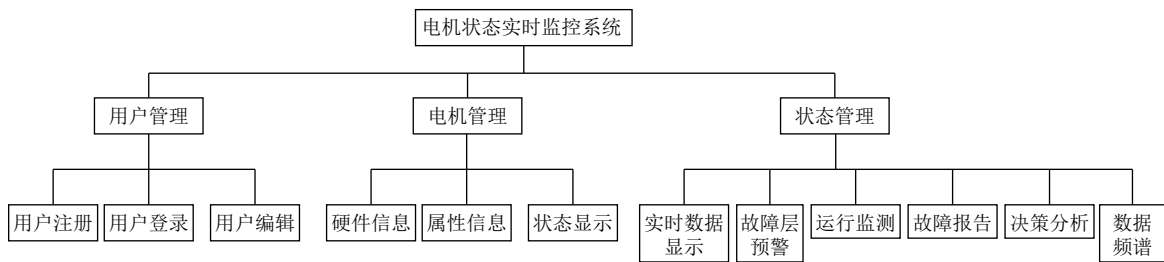 电机状态实时监控系统
用户管理
电机管理
状态管理
用户注册
用户登录
用户编辑
硬件信息
属性信息
状态显示
实时数据
显示
故障层
预警
运行监测
故障报告
决策分析
数据
频谱